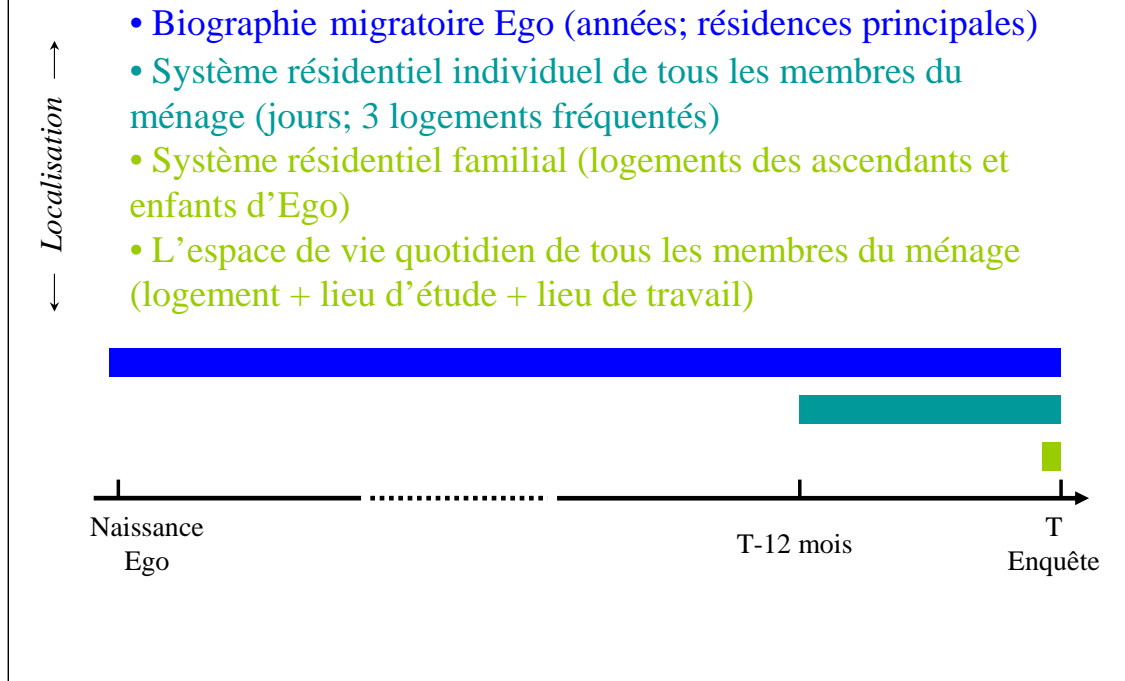 • Biographie migratoire Ego (années; résidences principales)
• Système résidentiel individuel de tous les membres du
ménage (jours; 3 logements fréquentés)
• Système résidentiel familial (logements des ascendants et
enfants d’Ego)
• L’espace de vie quotidien de tous les membres du ménage
(logement + lieu d’étude + lieu de travail)
Localisation
Naissance
Ego
T-12 mois
T
Enquête